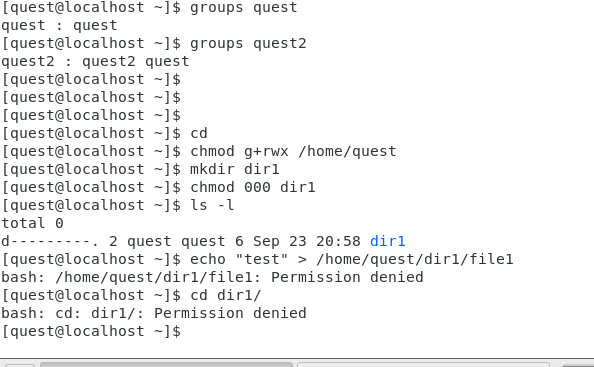 [quest@localhost ~]$ groups quest
quest : quest
[quest@localhost ~]$ groups quest2
quest2 : quest2 quest
[quest@localhost ~]$
[quest@localhost ~]$
[quest@localhost ~]$
[quest@localhost ~]$ cd
[quest@localhost ~]$ chmod g+rwx /home/quest
[quest@localhost ~]$ mkdir dir1
[quest@localhost ~]$ chmod 000 dir1
[quest@localhost ~]$ ls -l
total 0
d---------. 2 quest quest 6 Sep 23 20:58 dir1
[quest@localhost ~]$ echo "test" > /home/quest/dir1/file1
bash: /home/quest/dir1/file1: Permission denied
[quest@localhost ~]$ cd dir1/
bash: cd: dir1/: Permission denied
[quest@localhost ~]$